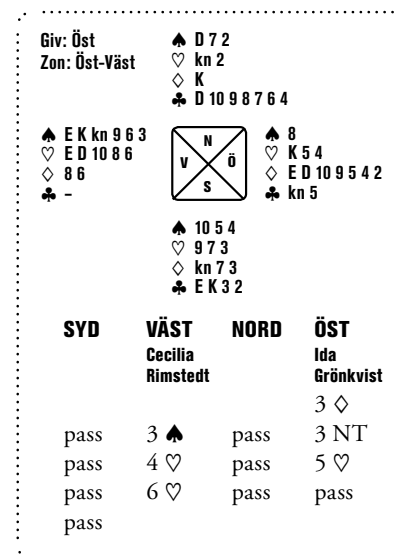 Giv: Öst
Zon: Öst-Väst
♠ D 7 2
♡ kn 2
♢ K
♣ D 10 9 8 7 6 4
♠ E K kn 9 6 3
♡ E D 10 8 6
♢ 8 6
♣ –
N
V Ö
S
♠ 8
♡ K 5 4
♢ E D 10 9 5 4 2
♣ kn 5
♠ 10 5 4
♡ 9 7 3
♢ kn 7 3
♣ E K 3 2
SYD VÄST NORD ÖST
Cecilia Ida
Rimstedt Grönkvist
3 ♢
pass 3 ♠ pass 3 NT
pass 4 ♡ pass 5 ♡
pass 6 ♡ pass pass
pass